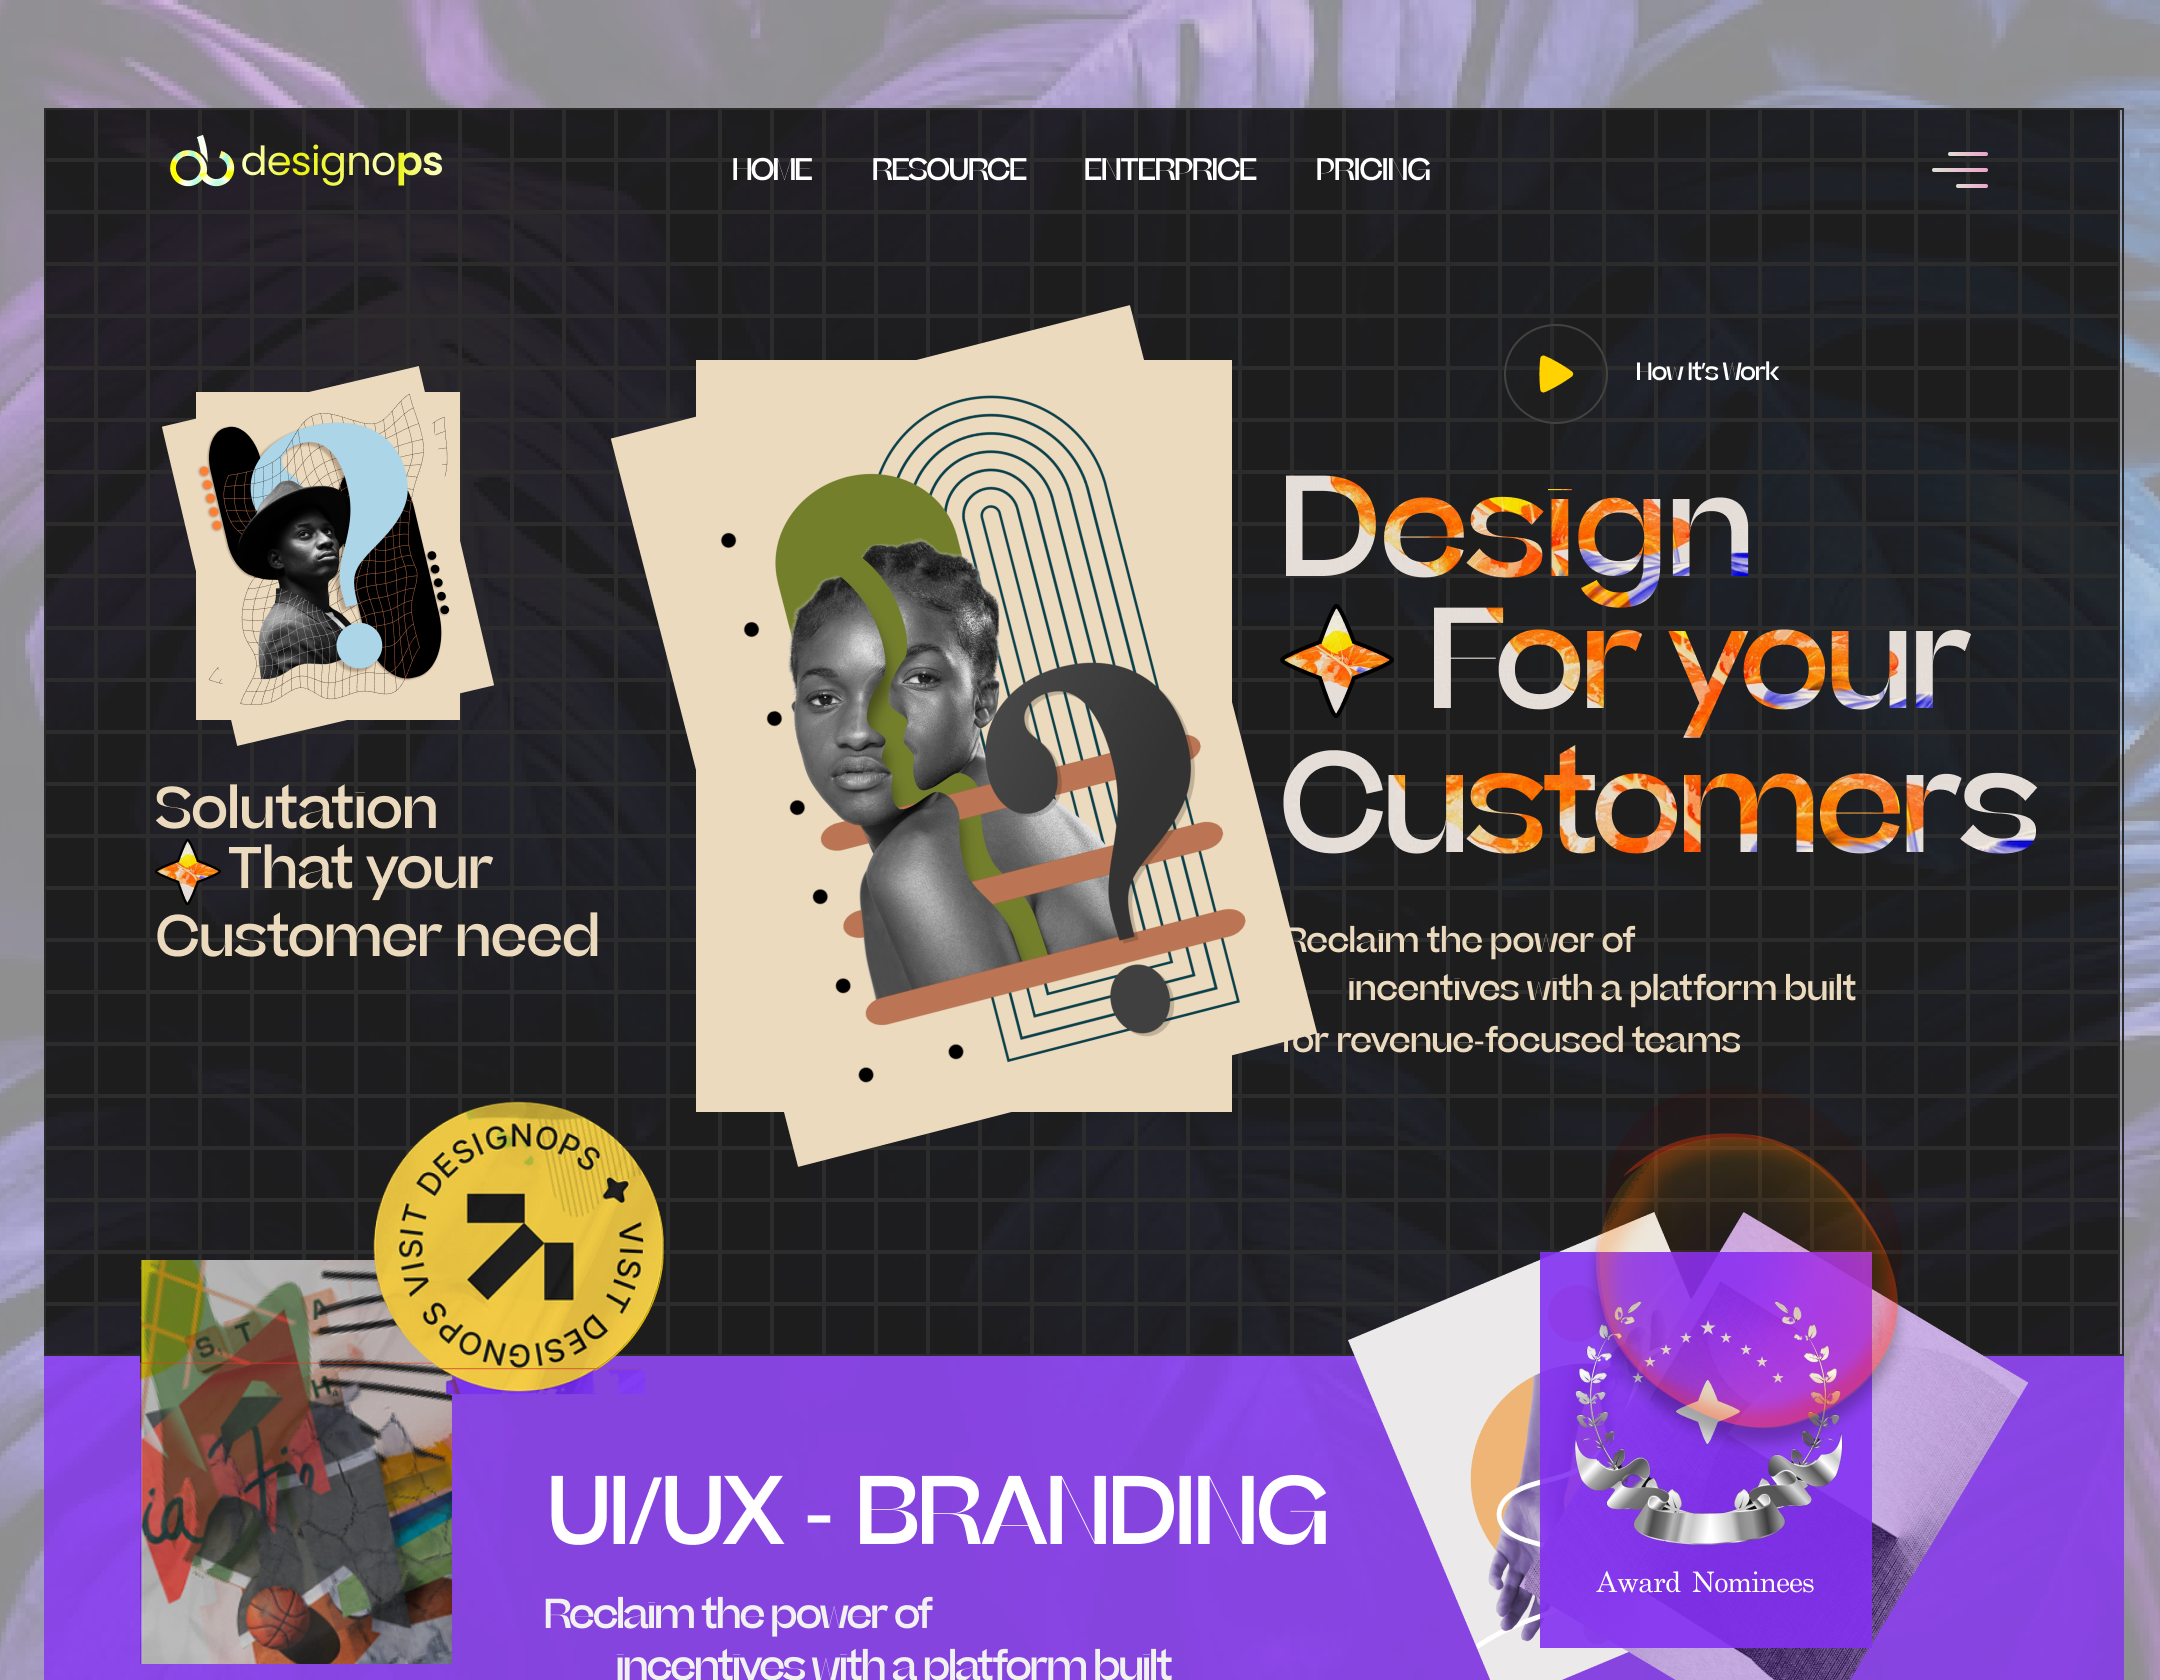 designops
HOME RESOURCE ENTERPRICE PRICING
How It's Work
Design
For your
Customers
Solutation
That your
Customer need
Reclaim the power of
incentives with a platform built
for revenue-focused teams
VISIT DESIGNOPS VISIT DESIGNOPS
S T A
H
UI/UX - BRANDING
Reclaim the power of
incentives with a platform built
Award Nominees